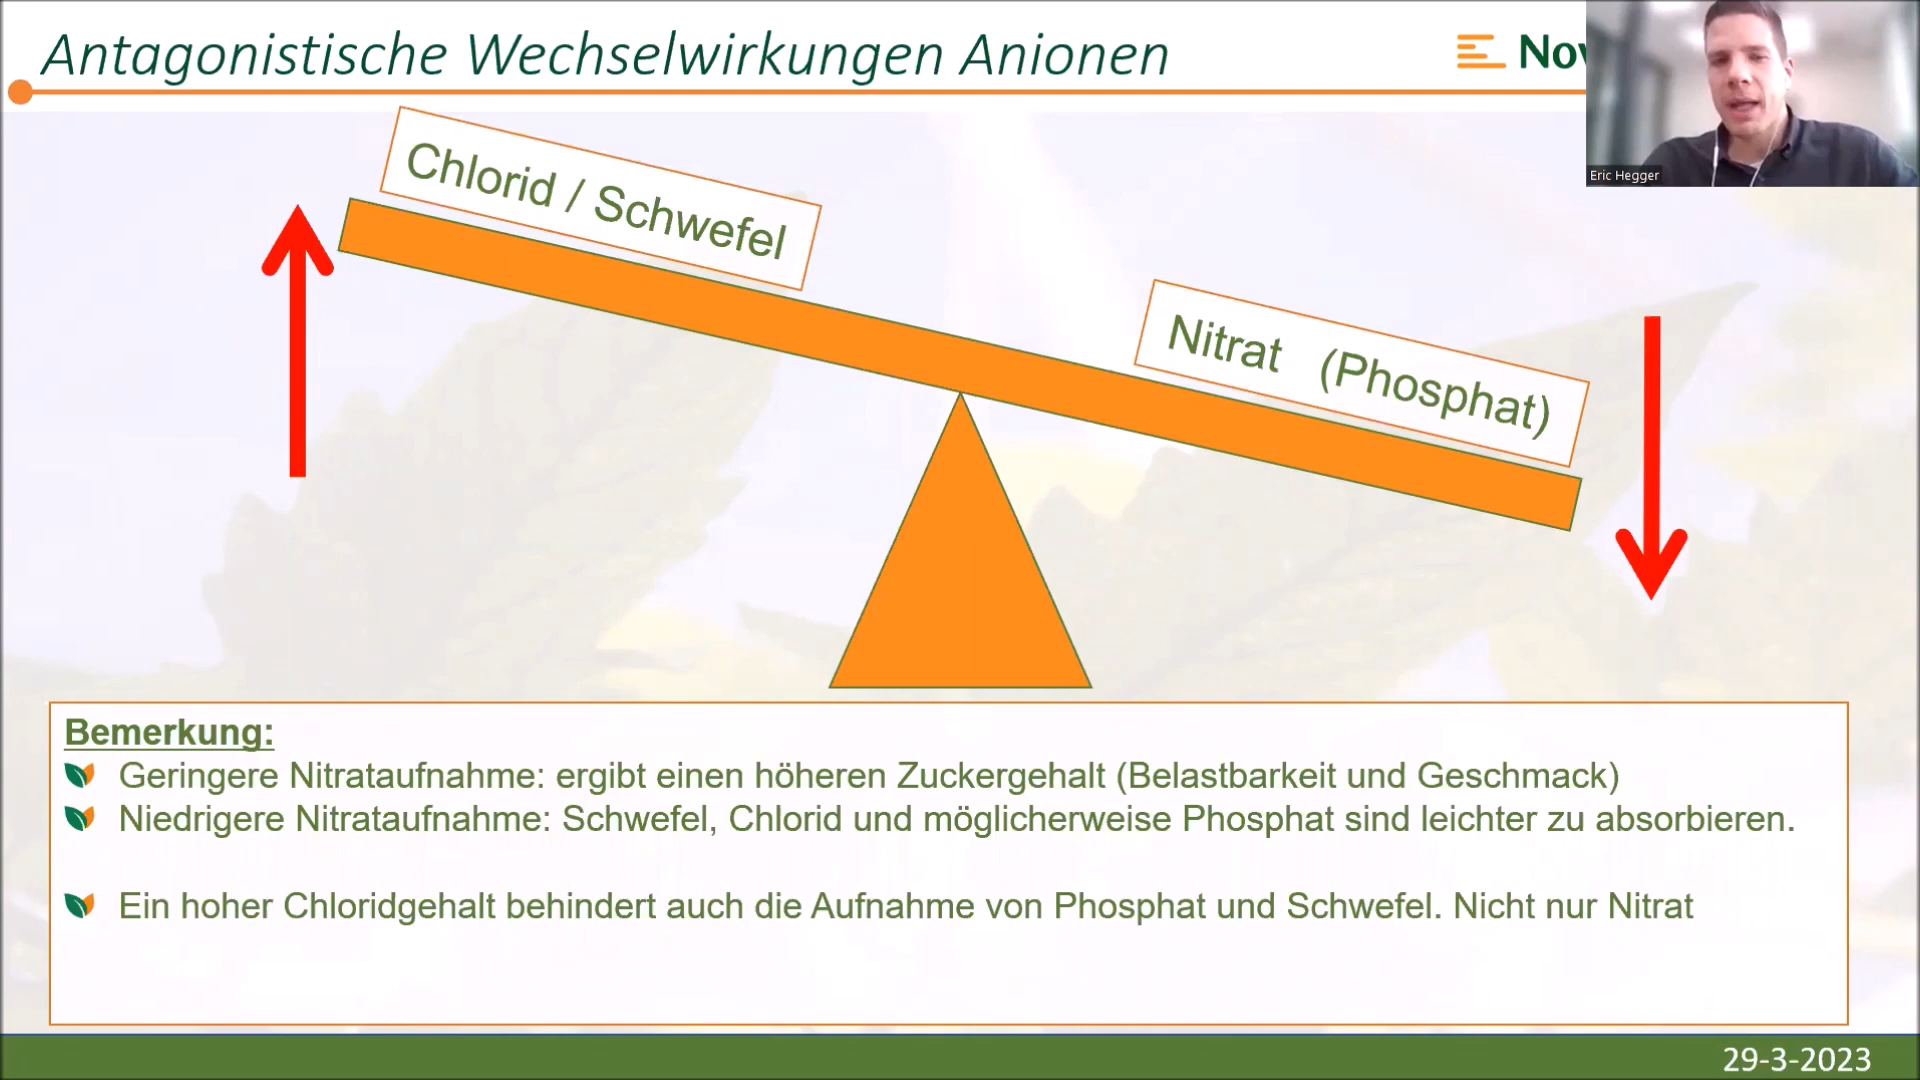 Antagonistische Wechselwirkungen Anionen
Eric Hegger
Chlorid / Schwefel
Nitrat (Phosphat)
Bemerkung:
Geringere Nitrataufnahme: ergibt einen höheren Zuckergehalt (Belastbarkeit und Geschmack)
Niedrigere Nitrataufnahme: Schwefel, Chlorid und möglicherweise Phosphat sind leichter zu absorbieren.
Ein hoher Chloridgehalt behindert auch die Aufnahme von Phosphat und Schwefel. Nicht nur Nitrat
29-3-2023